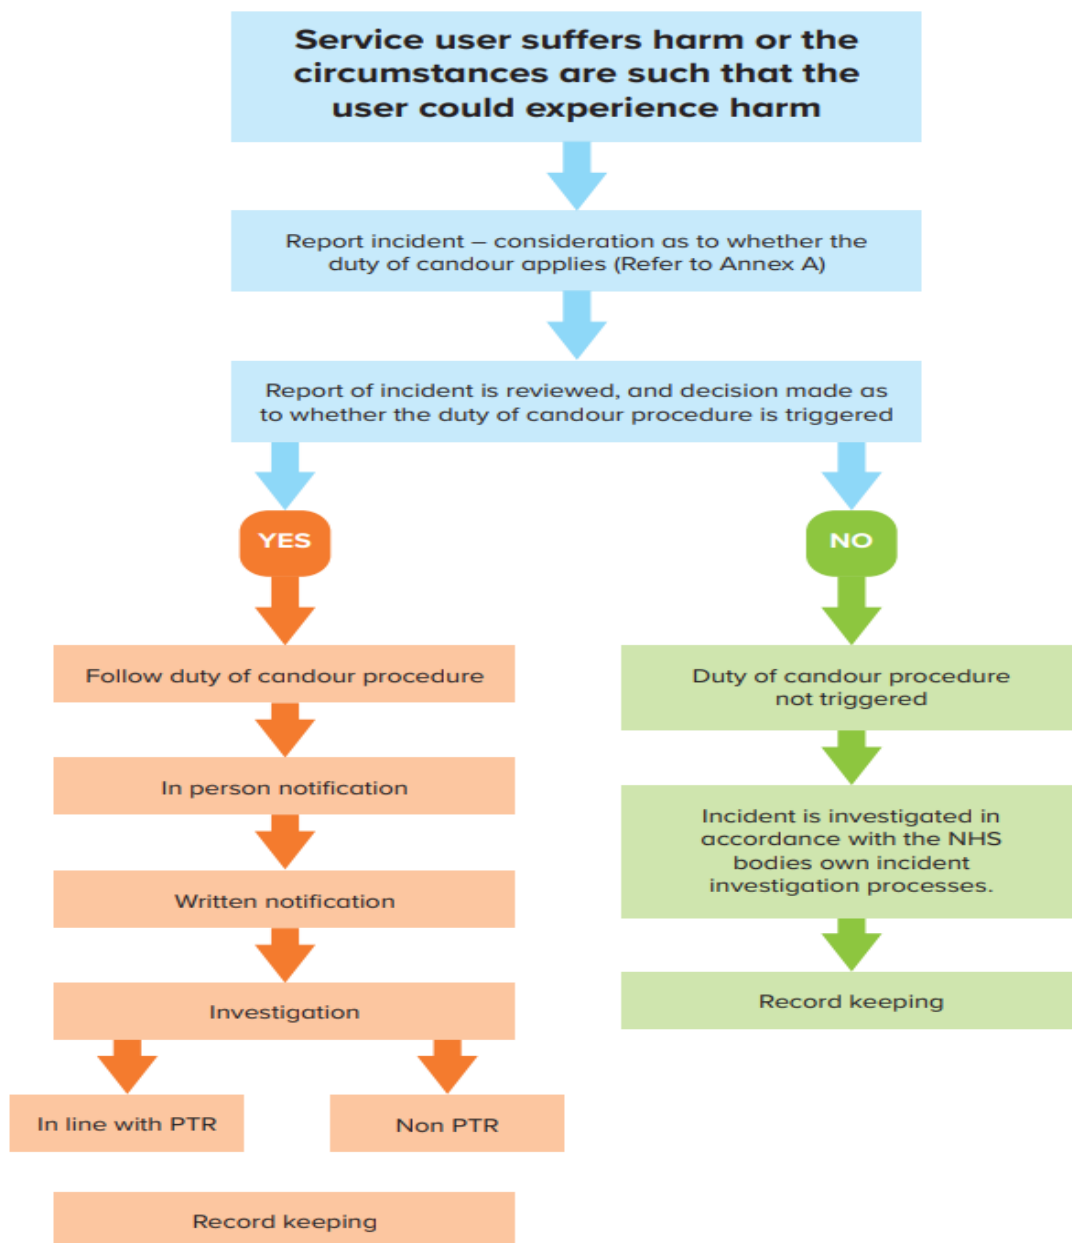 Service user suffers harm or the
circumstances are such that the
user could experience harm
Report incident – consideration as to whether the
duty of candour applies (Refer to Annex A)
Report of incident is reviewed, and decision made as
to whether the duty of candour procedure is triggered
YES
NO
Follow duty of candour procedure
In person notification
Written notification
Investigation
In line with PTR
Non PTR
Record keeping
Duty of candour procedure
not triggered
Incident is investigated in
accordance with the NHS
bodies own incident
investigation processes.
Record keeping